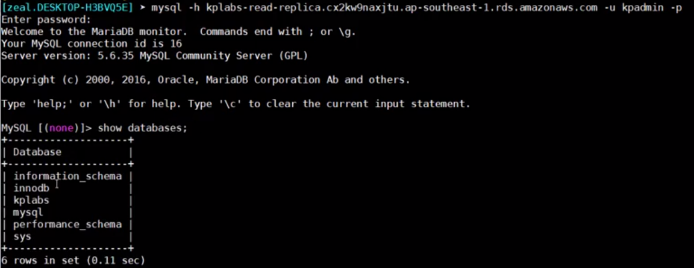 [zeal.DESKTOP-H3BVQ5E] ➤ mysql -h kplabs-read-replica.cx2kw9naxjtu.ap-southeast-1.rds.amazonaws.com -u kpadmin -p
Enter password:
Welcome to the MariaDB monitor.  Commands end with ; or \g.
Your MySQL connection id is 16
Server version: 5.6.35 MySQL Community Server (GPL)
Copyright (c) 2000, 2016, Oracle, MariaDB Corporation Ab and others.
Type 'help;' or '\h' for help. Type '\c' to clear the current input statement.
MySQL [(none)]> show databases;
+--------------------+
| Database           |
+--------------------+
| information_schema |
| innodb             |
| kplabs             |
| mysql              |
| performance_schema |
| sys                |
+--------------------+
6 rows in set (0.11 sec)